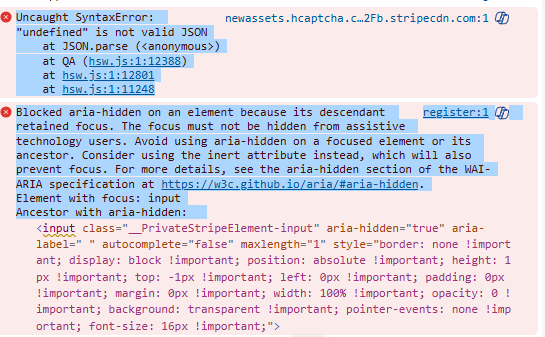 Uncaught SyntaxError: newassets.hcaptcha.c…2Fb.stripecdn.com:1
"undefined" is not valid JSON
at JSON.parse (<anonymous>)
at QA (hsw.js:1:12388)
at hsw.js:1:12801
at hsw.js:1:11248
Blocked aria-hidden on an element because its descendant register:1
retained focus. The focus must not be hidden from assistive
technology users. Avoid using aria-hidden on a focused element or its
ancestor. Consider using the inert attribute instead, which will also
prevent focus. For more details, see the aria-hidden section of the WAI-
ARIA specification at https://w3c.github.io/aria/#aria-hidden.
Element with focus: input
Ancestor with aria-hidden:
<input class="__PrivateStripeElement-input" aria-hidden="true" aria-
label=" " autocomplete="false" maxlength="1" style="border: none !import
ant; display: block !important; position: absolute !important; height: 1
px !important; top: -1px !important; left: 0px !important; padding: 0px
!important; margin: 0px !important; width: 100% !important; opacity: 0 !
important; background: transparent !important; pointer-events: none !imp
ortant; font-size: 16px !important;">